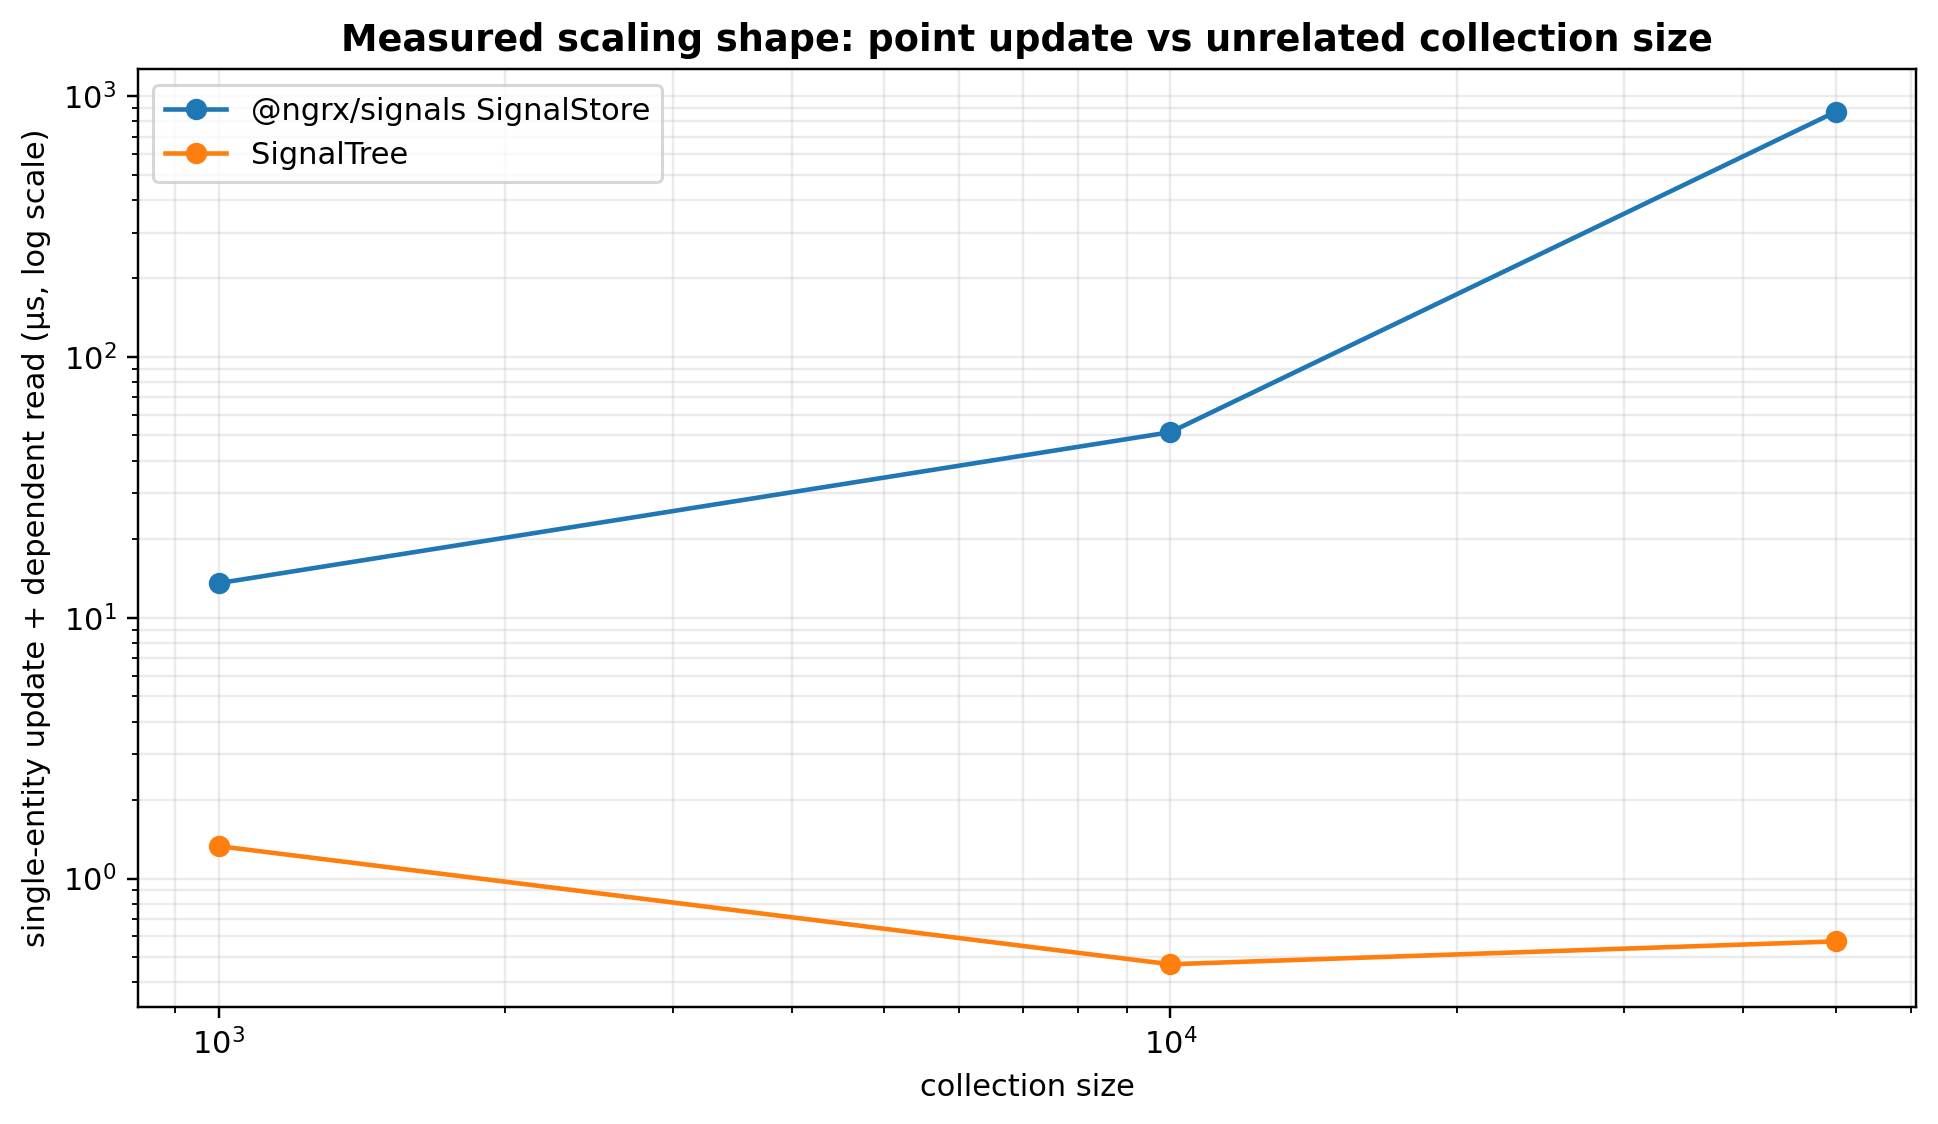 Measured scaling shape: point update vs unrelated collection size
@ngrx/signals SignalStore
SignalTree
single-entity update + dependent read (µs, log scale)
10³
10²
10¹
10⁰
10³
10⁴
collection size